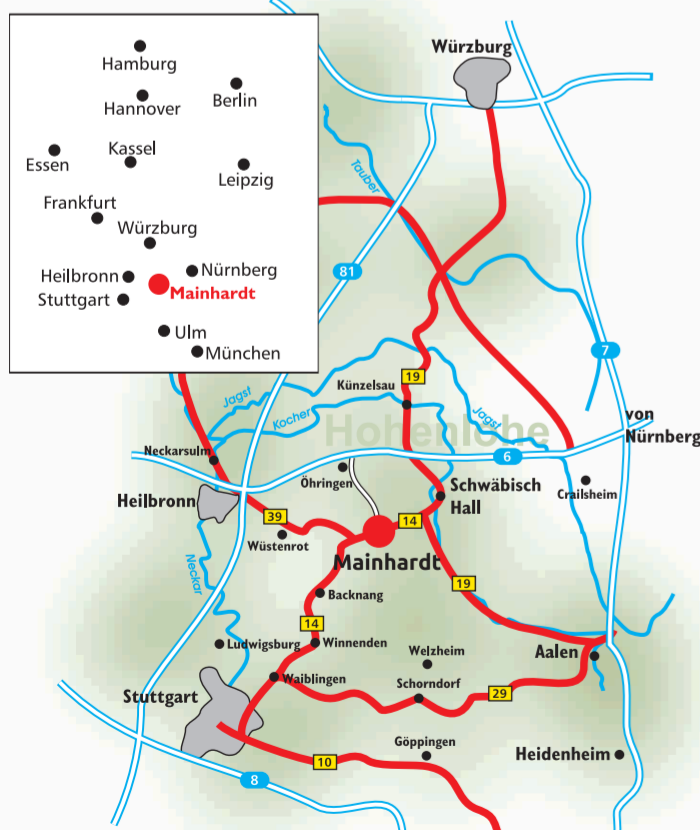 Hamburg
Berlin
Hannover
Kassel
Essen
Leipzig
Frankfurt
Würzburg
Heilbronn
Nürnberg
Stuttgart
Mainhardt
Ulm
München
Würzburg
Tauber
81
7
19
Künzelsau
Jagst
Jagst
Kocher
Hohenlohe
von
Nürnberg
Neckarsulm
6
Öhringen
Schwäbisch
Hall
Crailsheim
Heilbronn
39
14
Wüstenrot
Mainhardt
Neckar
19
Backnang
14
Ludwigsburg
Winnenden
Welzheim
Aalen
Waiblingen
Schorndorf
Stuttgart
29
Göppingen
Heidenheim
10
8